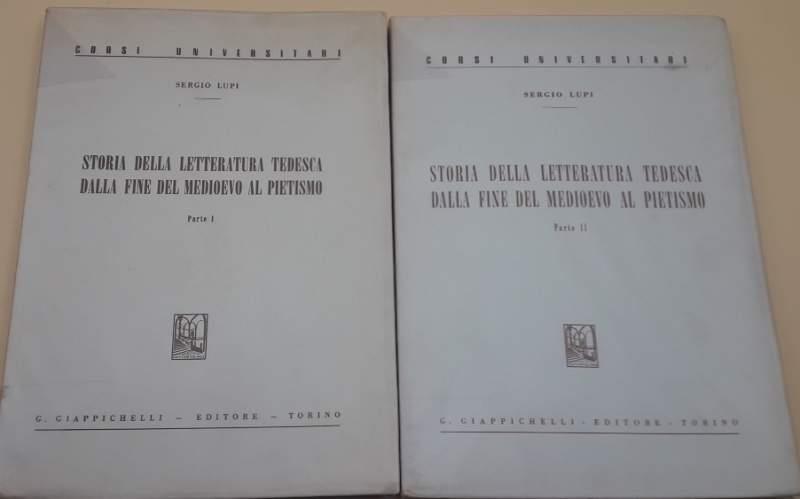 CORSI UNIVERSITARI
SERGIO LUPI
STORIA DELLA LETTERATURA TEDESCA
DALLA FINE DEL MEDIOEVO AL PIETISMO
Parte I
G. GIAPPICHELLI - EDITORE - TORINO
CORSI UNIVERSITARI
SERGIO LUPI
STORIA DELLA LETTERATURA TEDESCA
DALLA FINE DEL MEDIOEVO AL PIETISMO
Parte II
G. GIAPPICHELLI - EDITORE - TORINO